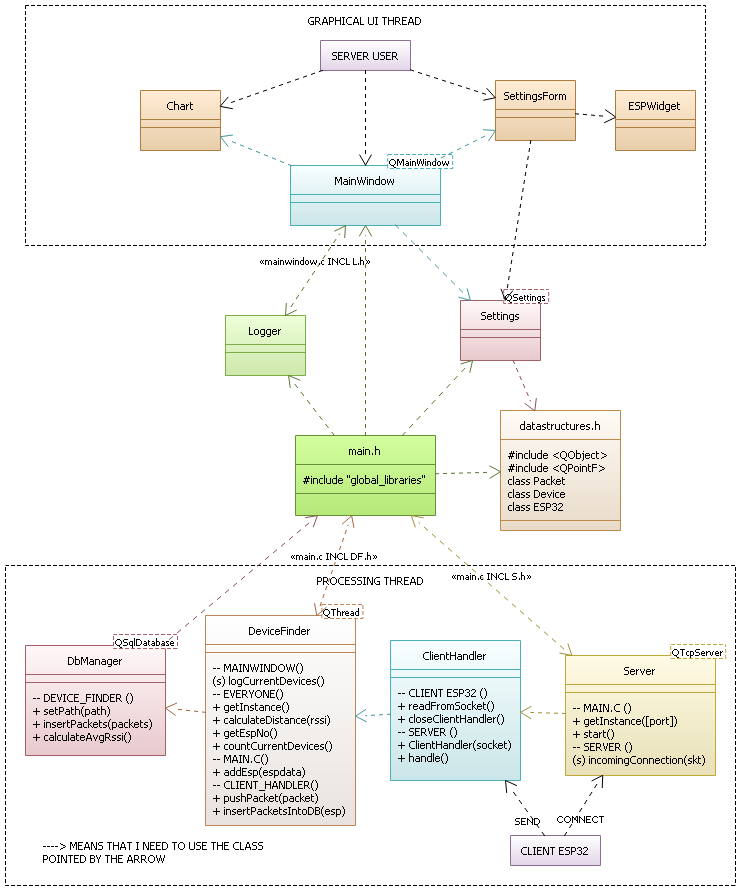 GRAPHICAL UI THREAD
SERVER USER
Chart
SettingsForm
ESPWidget
QMainWindow
MainWindow
«mainwindow.c INCL L.h»
QSettings
Logger
Settings
datastructures.h
#include <QObject>
#include <QPointF>
class Packet
class Device
class ESP32
main.h
#include "global_libraries"
«main.c INCL DF.h»
«main.c INCL S.h»
PROCESSING THREAD
QSqlDatabase
DbManager
-- DEVICE_FINDER ()
+ setPath(path)
+ insertPackets(packets)
+ calculateAvgRssi()
QThread
DeviceFinder
-- MAINWINDOW()
(s) logCurrentDevices()
-- EVERYONE()
+ getInstance()
+ calculateDistance(rssi)
+ getEspNo()
+ countCurrentDevices()
-- MAIN.C()
+ addEsp(espdata)
-- CLIENT_HANDLER()
+ pushPacket(packet)
+ insertPacketsIntoDB(esp)
ClientHandler
-- CLIENT ESP32 ()
+ readFromSocket()
+ closeClientHandler()
-- SERVER ()
+ ClientHandler(socket)
+ handle()
QTcpServer
Server
-- MAIN.C ()
+ getInstance([port])
+ start()
-- SERVER ()
(s) incomingConnection(skt)
SEND
CONNECT
CLIENT ESP32
----> MEANS THAT I NEED TO USE THE CLASS
POINTED BY THE ARROW